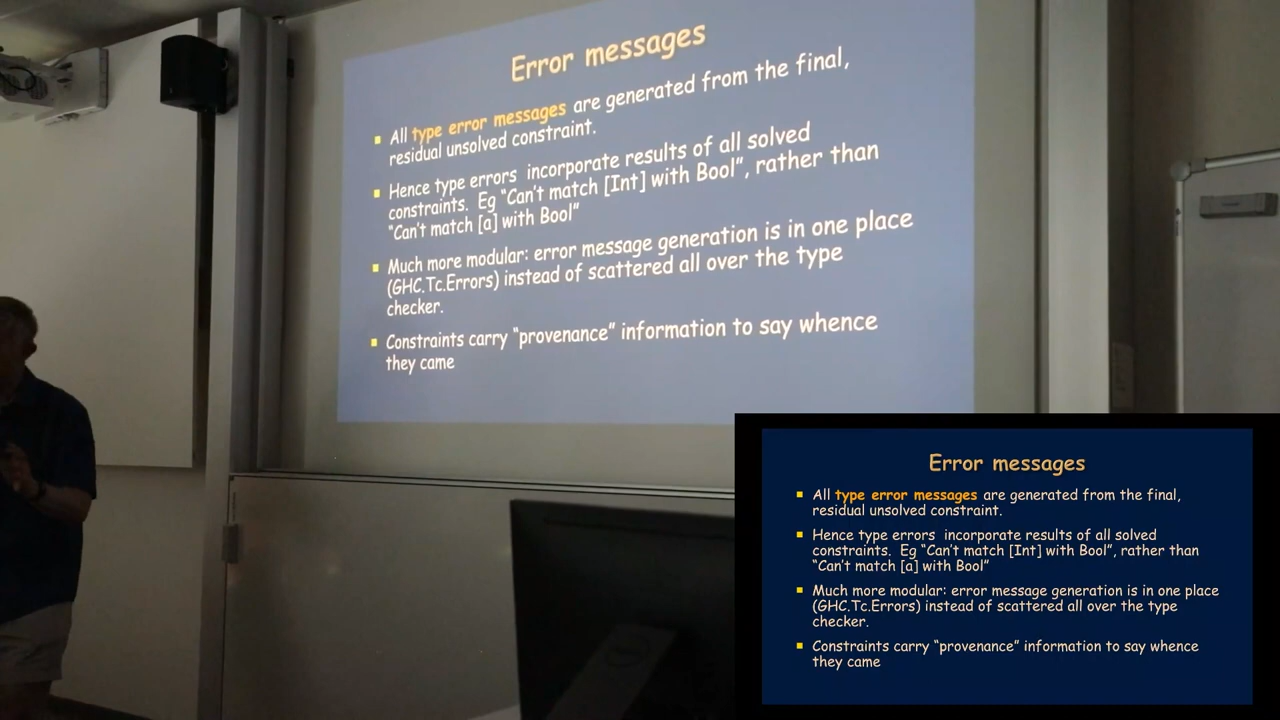 Error messages
All type error messages are generated from the final,
residual unsolved constraint.
Hence type errors incorporate results of all solved
constraints. Eg “Can’t match [Int] with Bool”, rather than
“Can’t match [a] with Bool”
Much more modular: error message generation is in one place
(GHC.Tc.Errors) instead of scattered all over the type
checker.
Constraints carry “provenance” information to say whence
they came
Error messages
All type error messages are generated from the final,
residual unsolved constraint.
Hence type errors incorporate results of all solved
constraints. Eg “Can’t match [Int] with Bool”, rather than
“Can’t match [a] with Bool”
Much more modular: error message generation is in one place
(GHC.Tc.Errors) instead of scattered all over the type
checker.
Constraints carry “provenance” information to say whence
they came